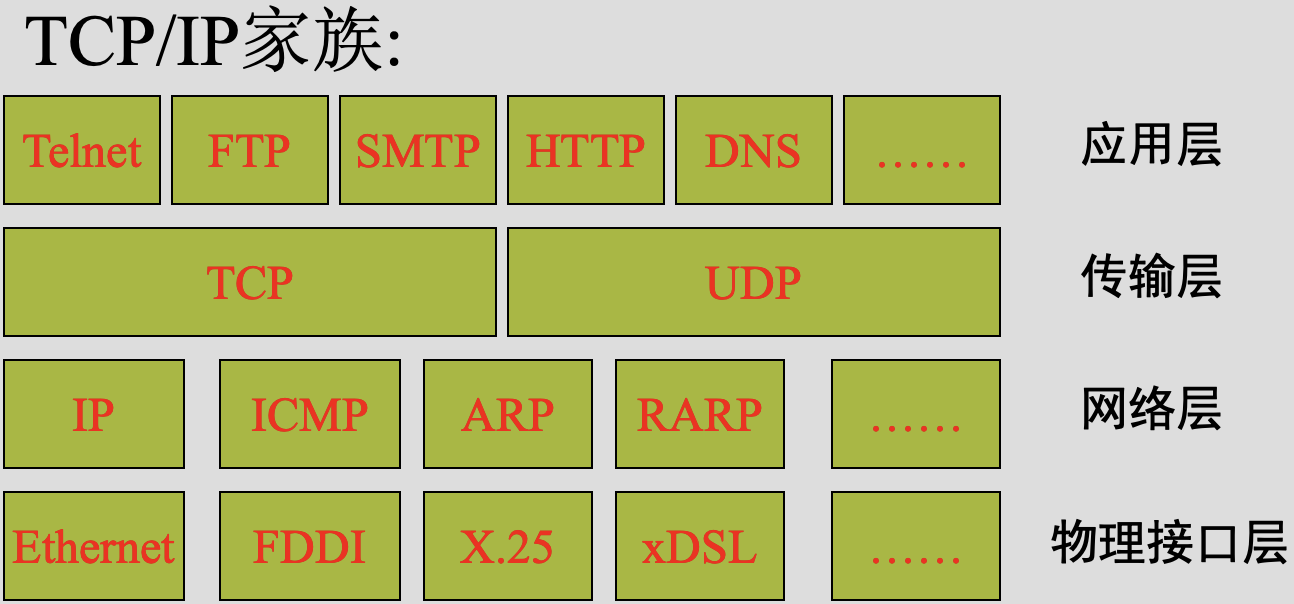 TCP/IP家族:
Telnet FTP SMTP HTTP DNS …… 应用层
TCP UDP 传输层
IP ICMP ARP RARP …… 网络层
Ethernet FDDI X.25 xDSL …… 物理接口层